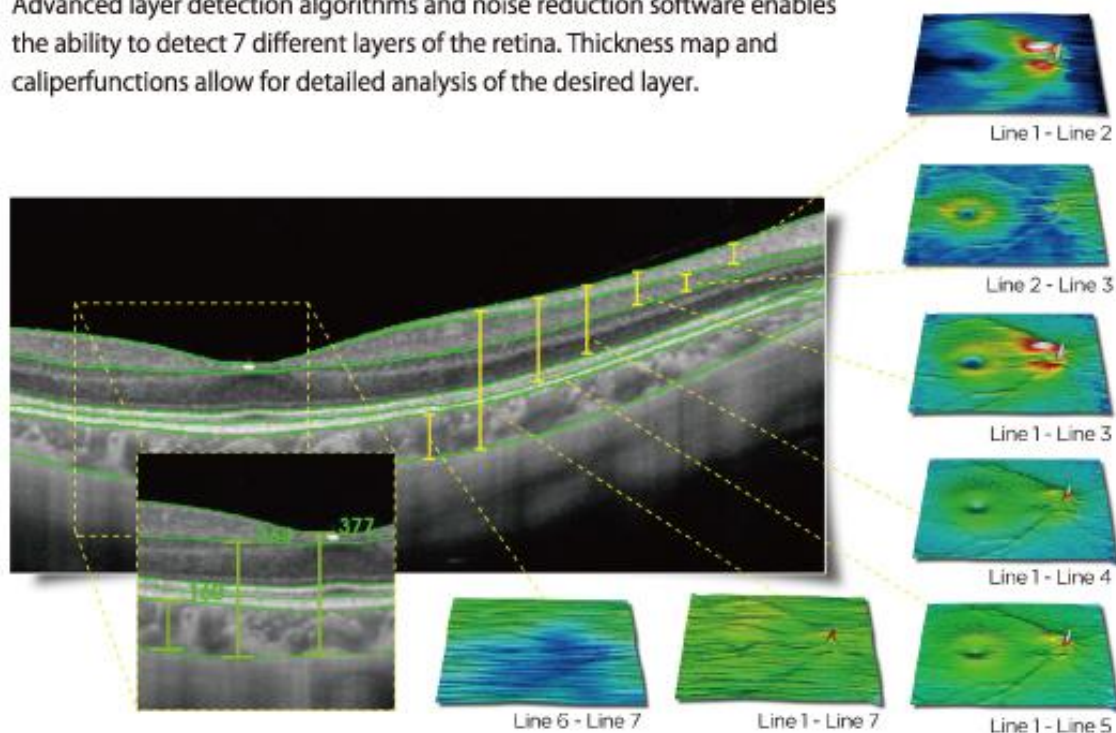 Advanced layer detection algorithms and noise reduction software enables
the ability to detect 7 different layers of the retina. Thickness map and
caliperfunctions allow for detailed analysis of the desired layer.
Line 1 - Line 2
Line 2 - Line 3
Line 1 - Line 3
Line 1 - Line 4
377
Line 6 - Line 7
Line 1 - Line 7
Line 1 - Line 5